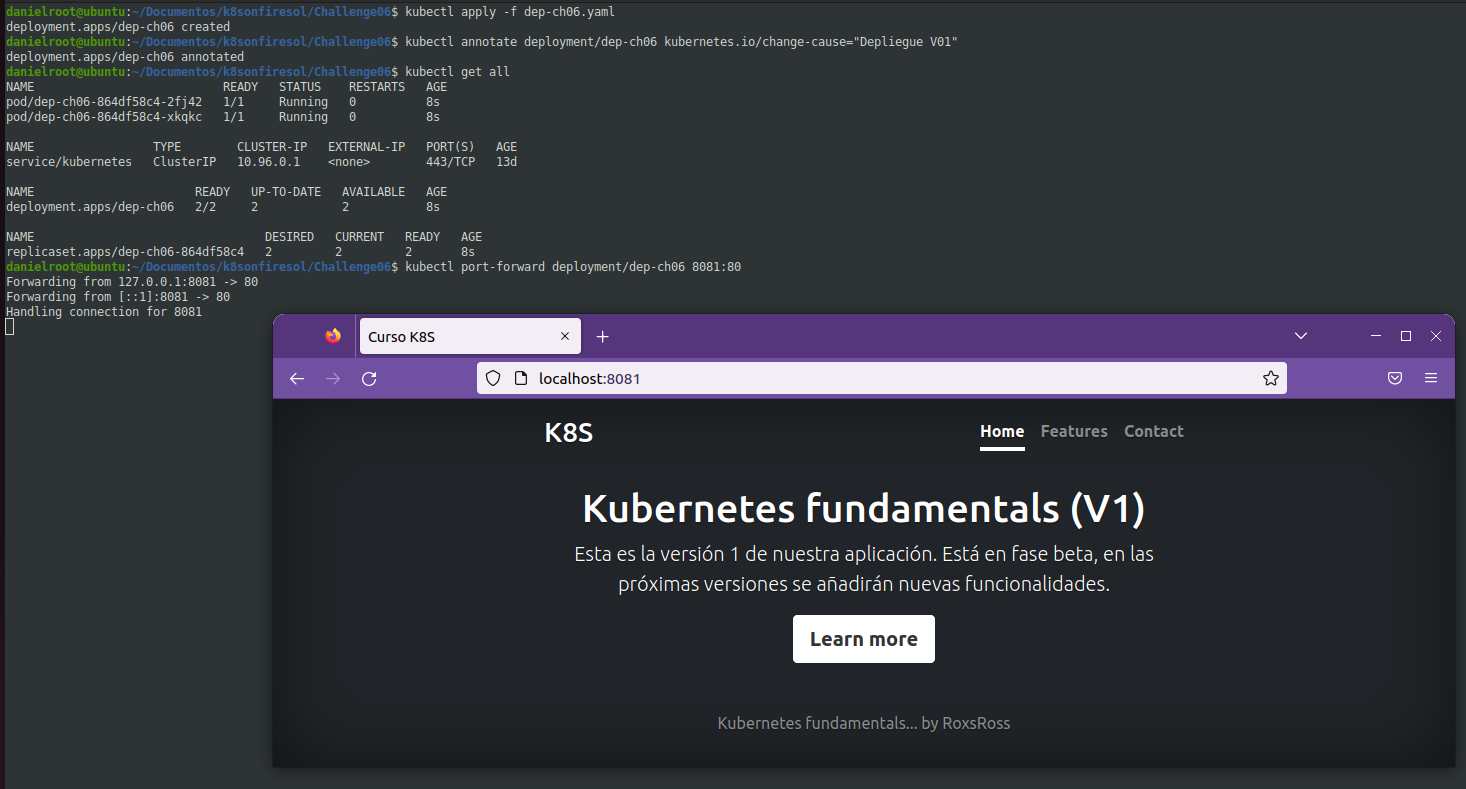 danielroot@ubuntu:~/Documentos/k8sonfiresol/Challenge06$ kubectl apply -f dep-ch06.yaml
deployment.apps/dep-ch06 created
danielroot@ubuntu:~/Documentos/k8sonfiresol/Challenge06$ kubectl annotate deployment/dep-ch06 kubernetes.io/change-cause="Depliegue V01"
deployment.apps/dep-ch06 annotated
danielroot@ubuntu:~/Documentos/k8sonfiresol/Challenge06$ kubectl get all
NAME READY STATUS RESTARTS AGE
pod/dep-ch06-864df58c4-2fj42 1/1 Running 0 8s
pod/dep-ch06-864df58c4-xkqkc 1/1 Running 0 8s
NAME TYPE CLUSTER-IP EXTERNAL-IP PORT(S) AGE
service/kubernetes ClusterIP 10.96.0.1 <none> 443/TCP 13d
NAME READY UP-TO-DATE AVAILABLE AGE
deployment.apps/dep-ch06 2/2 2 2 8s
NAME DESIRED CURRENT READY AGE
replicaset.apps/dep-ch06-864df58c4 2 2 2 8s
danielroot@ubuntu:~/Documentos/k8sonfiresol/Challenge06$ kubectl port-forward deployment/dep-ch06 8081:80
Forwarding from 127.0.0.1:8081 -> 80
Forwarding from [::1]:8081 -> 80
Handling connection for 8081
Curso K8S
localhost:8081
K8S Home Features Contact
Kubernetes fundamentals (V1)
Esta es la versión 1 de nuestra aplicación. Está en fase beta, en las
próximas versiones se añadirán nuevas funcionalidades.
Learn more
Kubernetes fundamentals... by RoxsRoss